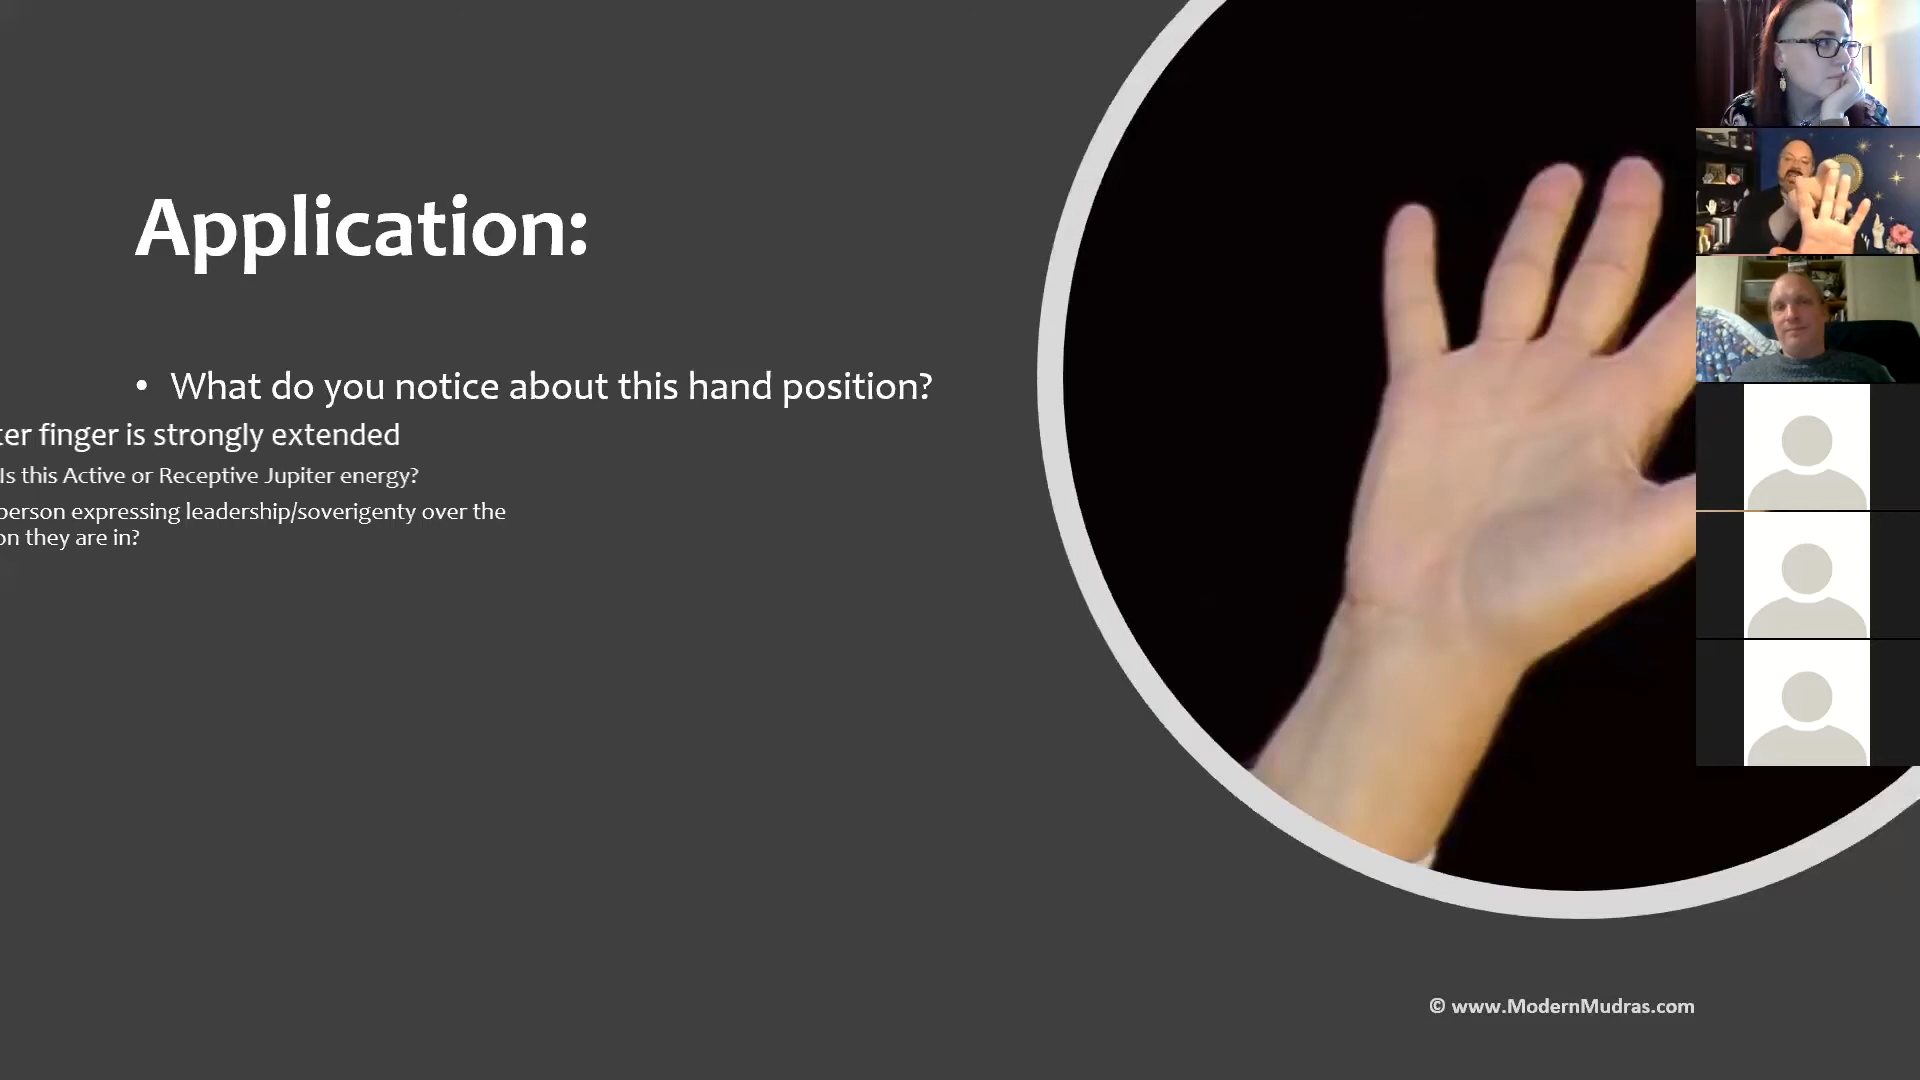 Application:
• What do you notice about this hand position?
ter finger is strongly extended
Is this Active or Receptive Jupiter energy?
person expressing leadership/soverigenty over the
on they are in?
© www.ModernMudras.com